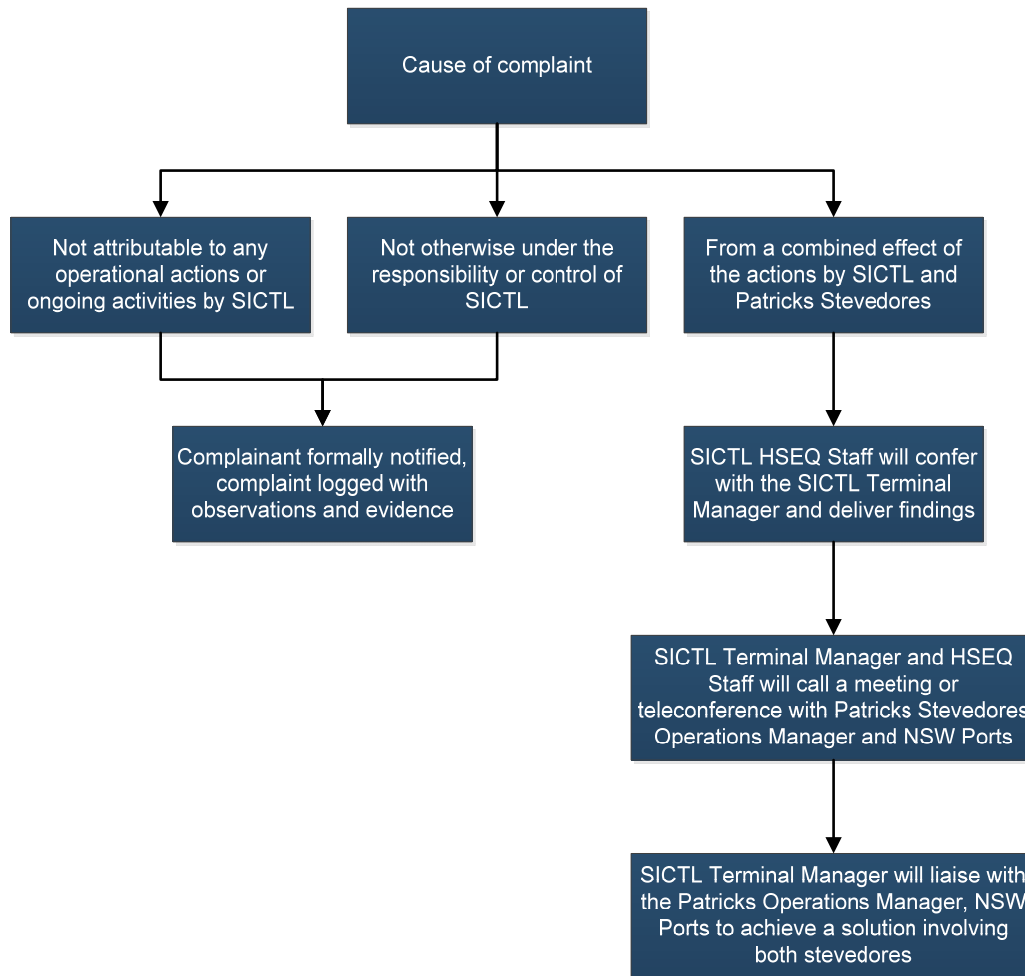 Cause of complaint
Not attributable to any
operational actions or
ongoing activities by SICTL
Not otherwise under the
responsibility or control of
SICTL
From a combined effect of
the actions by SICTL and
Patricks Stevedores
Complainant formally notified,
complaint logged with
observations and evidence
SICTL HSEQ Staff will confer
with the SICTL Terminal
Manager and deliver findings
SICTL Terminal Manager and HSEQ
Staff will call a meeting or
teleconference with Patricks Stevedores
Operations Manager and NSW Ports
SICTL Terminal Manager will liaise with
the Patricks Operations Manager, NSW
Ports to achieve a solution involving
both stevedores